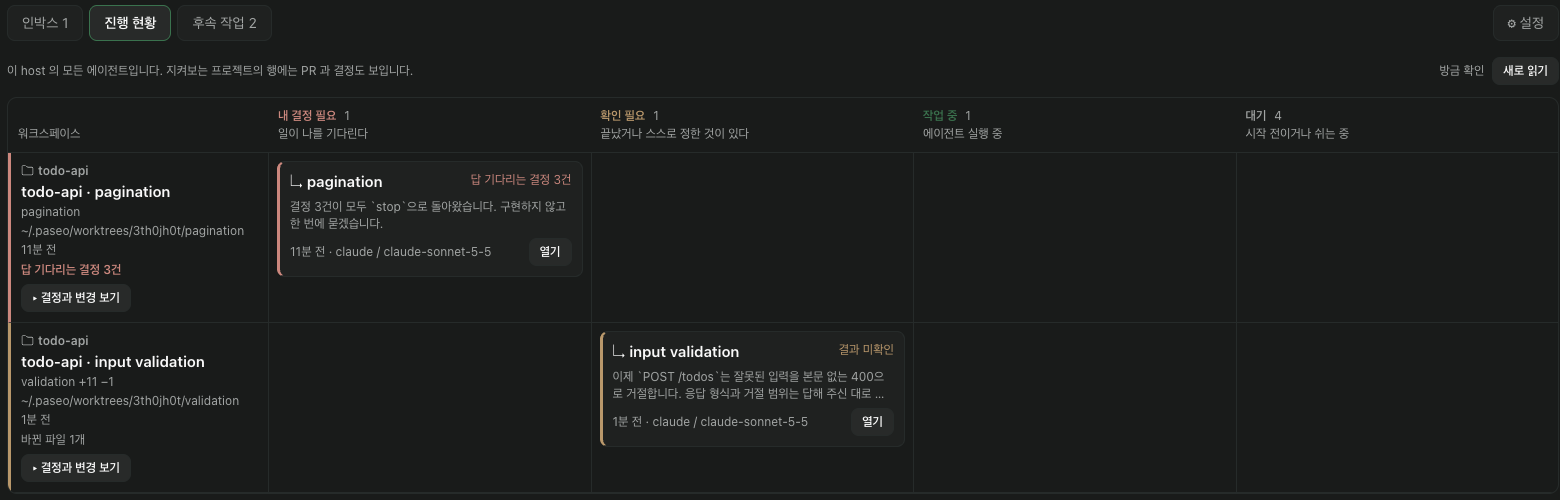 인박스 1
진행 현황
후속 작업 2
⚙ 설정
이 host 의 모든 에이전트입니다. 지켜보는 프로젝트의 행에는 PR 과 결정도 보입니다.
방금 확인
새로 읽기
워크스페이스
내 결정 필요 1
일이 나를 기다린다
확인 필요 1
끝났거나 스스로 정한 것이 있다
작업 중 1
에이전트 실행 중
대기 4
시작 전이거나 쉬는 중
todo-api
todo-api · pagination
pagination
~/.paseo/worktrees/3th0jh0t/pagination
11분 전
답 기다리는 결정 3건
▸ 결정과 변경 보기
pagination
답 기다리는 결정 3건
결정 3건이 모두 `stop`으로 돌아왔습니다. 구현하지 않고
한 번에 묻겠습니다.
11분 전 · claude / claude-sonnet-5-5
열기
todo-api
todo-api · input validation
validation +11 −1
~/.paseo/worktrees/3th0jh0t/validation
1분 전
바뀐 파일 1개
▸ 결정과 변경 보기
input validation
결과 미확인
이제 `POST /todos`는 잘못된 입력을 본문 없는 400으
로 거절합니다. 응답 형식과 거절 범위는 답해 주신 대로 ...
1분 전 · claude / claude-sonnet-5-5
열기